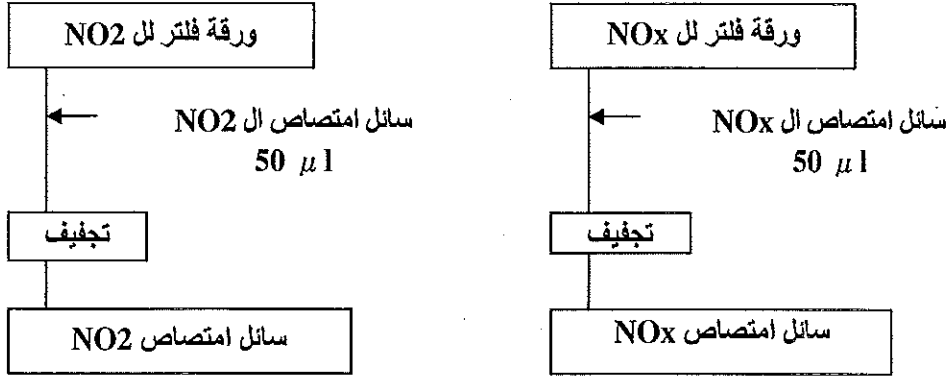 ورقة فلتر لل NO2
سائل امتصاص ال NO2
50 μl
تجفيف
سائل امتصاص NO2
ورقة فلتر لل NOx
سائل امتصاص ال NOx
50 μl
تجفيف
سائل امتصاص NOx